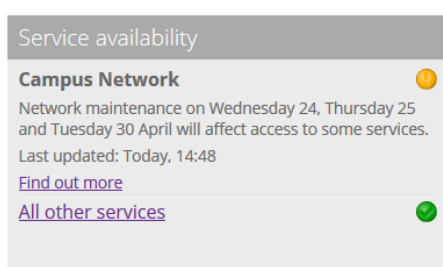 Service availability
Campus Network
Network maintenance on Wednesday 24, Thursday 25
and Tuesday 30 April will affect access to some services.
Last updated: Today, 14:48
Find out more
All other services